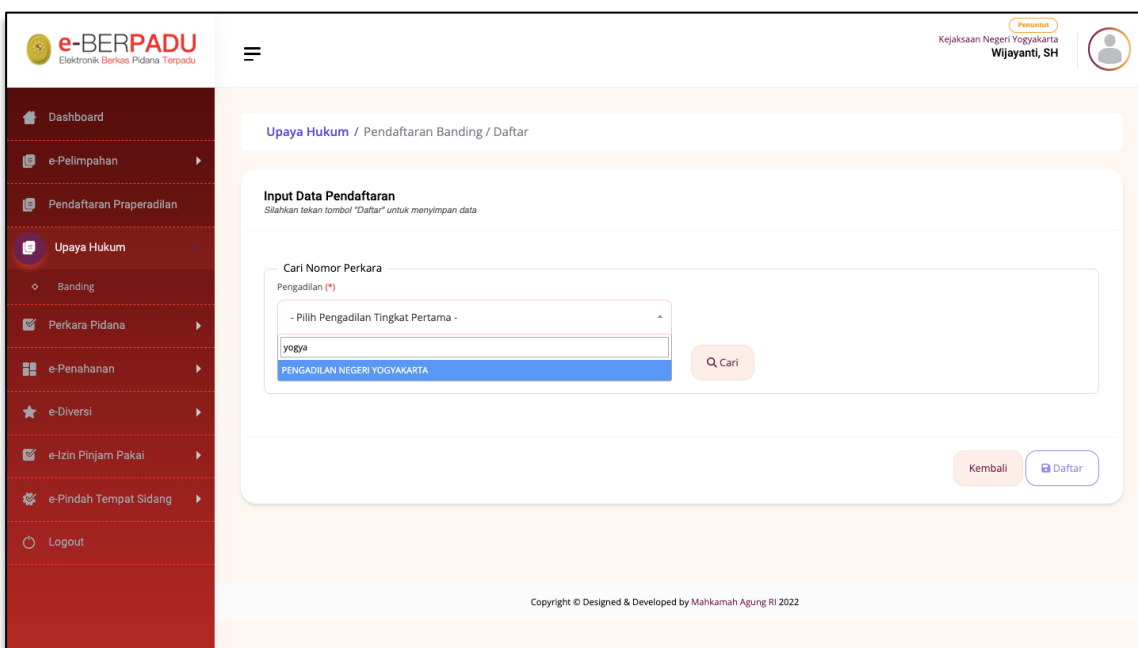 e-BERPADU
Elektronik Berkas Pidana Terpadu
Penuntut
Kejaksaan Negeri Yogyakarta
Wijayanti, SH
Dashboard
e-Pelimpahan
Pendaftaran Praperadilan
Upaya Hukum
Banding
Perkara Pidana
e-Penahanan
e-Diversi
e-Izin Pinjam Pakai
e-Pindah Tempat Sidang
Logout
Upaya Hukum / Pendaftaran Banding / Daftar
Input Data Pendaftaran
Silahkan tekan tombol "Daftar" untuk menyimpan data
Cari Nomor Perkara
Pengadilan (*)
- Pilih Pengadilan Tingkat Pertama -
yogya
PENGADILAN NEGERI YOGYAKARTA
Cari
Kembali
Daftar
Copyright © Designed & Developed by Mahkamah Agung RI 2022